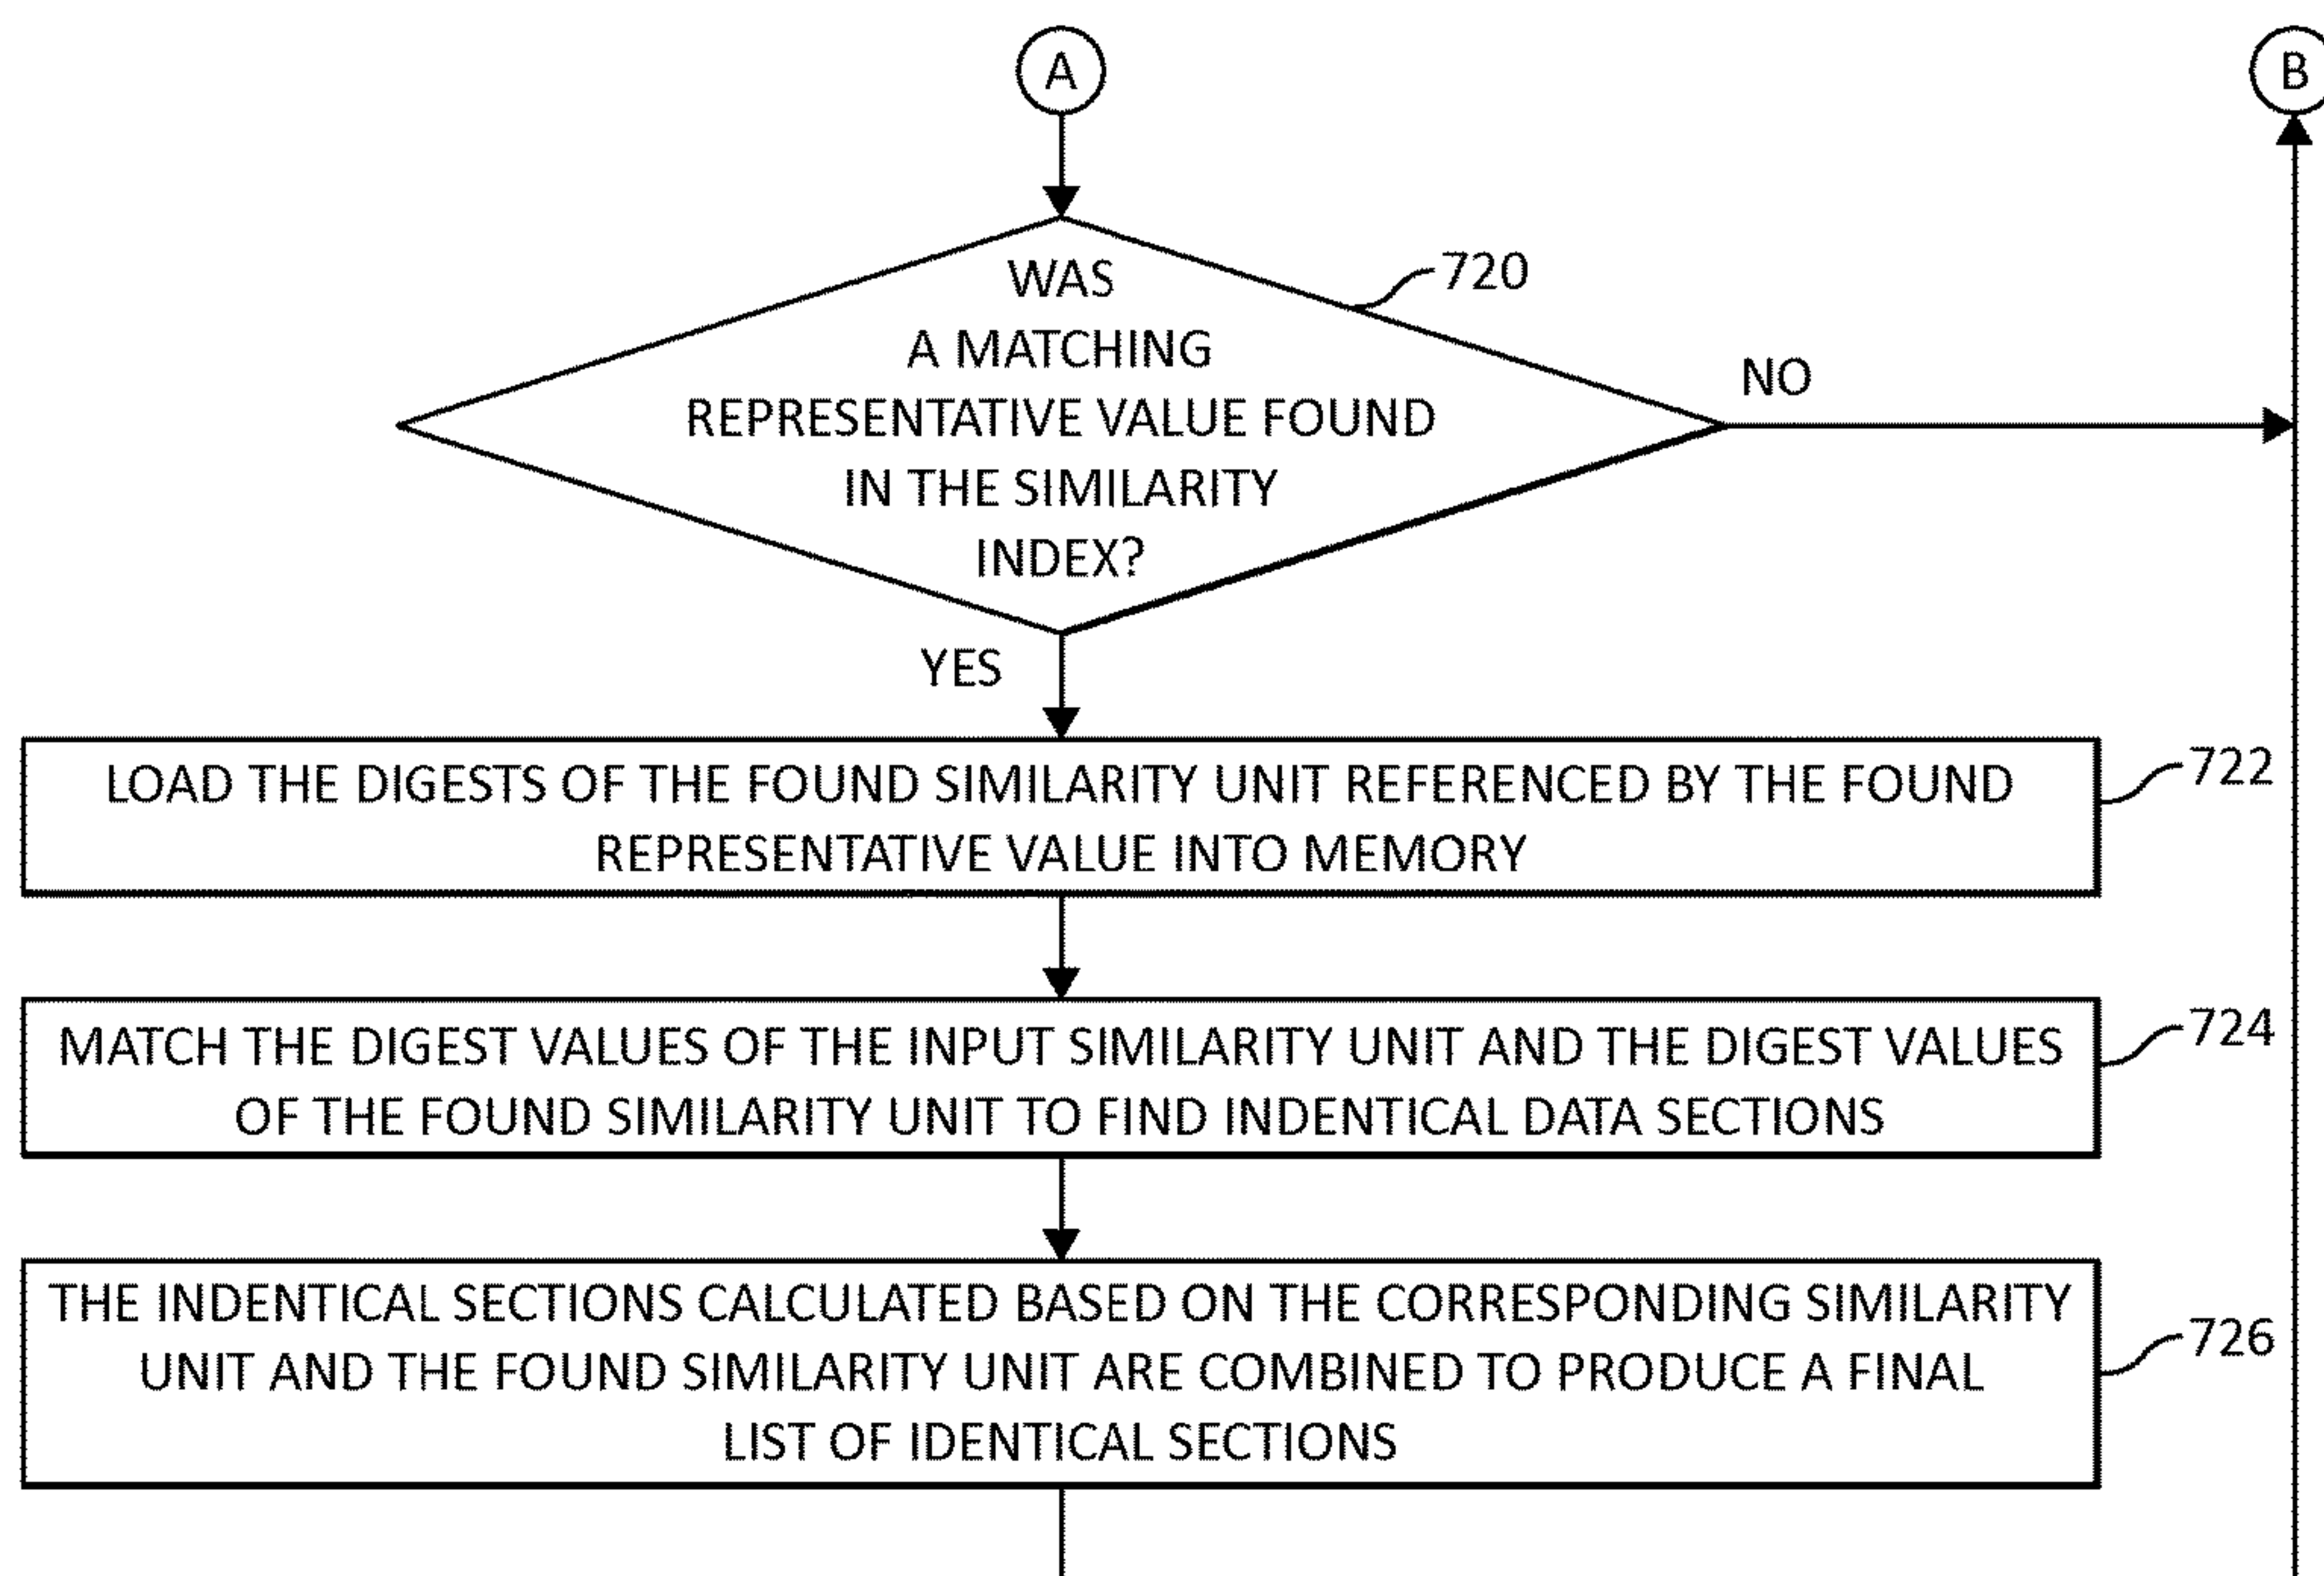 A
B
WAS
A MATCHING
REPRESENTATIVE VALUE FOUND
IN THE SIMILARITY
INDEX?
720
NO
YES
LOAD THE DIGESTS OF THE FOUND SIMILARITY UNIT REFERENCED BY THE FOUND
REPRESENTATIVE VALUE INTO MEMORY
722
MATCH THE DIGEST VALUES OF THE INPUT SIMILARITY UNIT AND THE DIGEST VALUES
OF THE FOUND SIMILARITY UNIT TO FIND INDENTICAL DATA SECTIONS
724
THE INDENTICAL SECTIONS CALCULATED BASED ON THE CORRESPONDING SIMILARITY
UNIT AND THE FOUND SIMILARITY UNIT ARE COMBINED TO PRODUCE A FINAL
LIST OF IDENTICAL SECTIONS
726